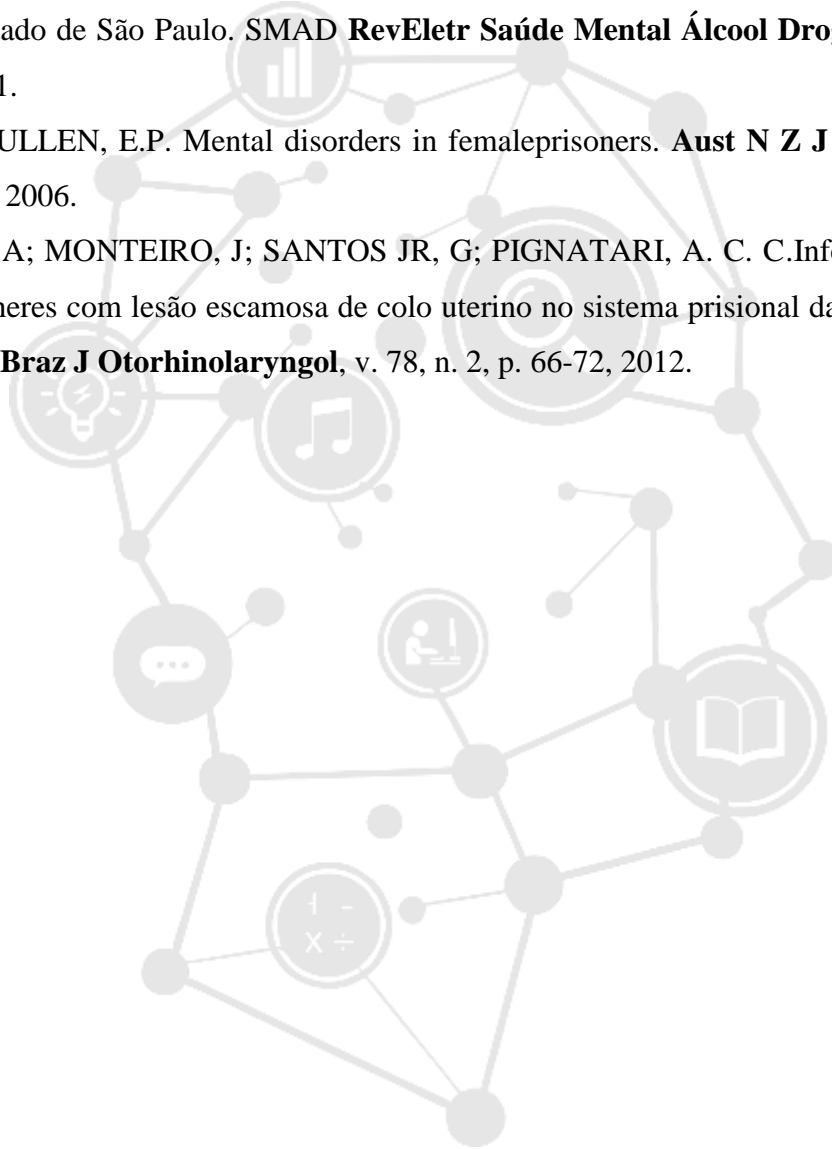 ado de São Paulo. SMAD RevEletr Saúde Mental Álcool Dro
1.
ULLEN, E.P. Mental disorders in femaleprisoners. Aust N Z J
2006.
A; MONTEIRO, J; SANTOS JR, G; PIGNATARI, A. C. C.Inf
heres com lesão escamosa de colo uterino no sistema prisional da
Braz J Otorhinolaryngol, v. 78, n. 2, p. 66-72, 2012.